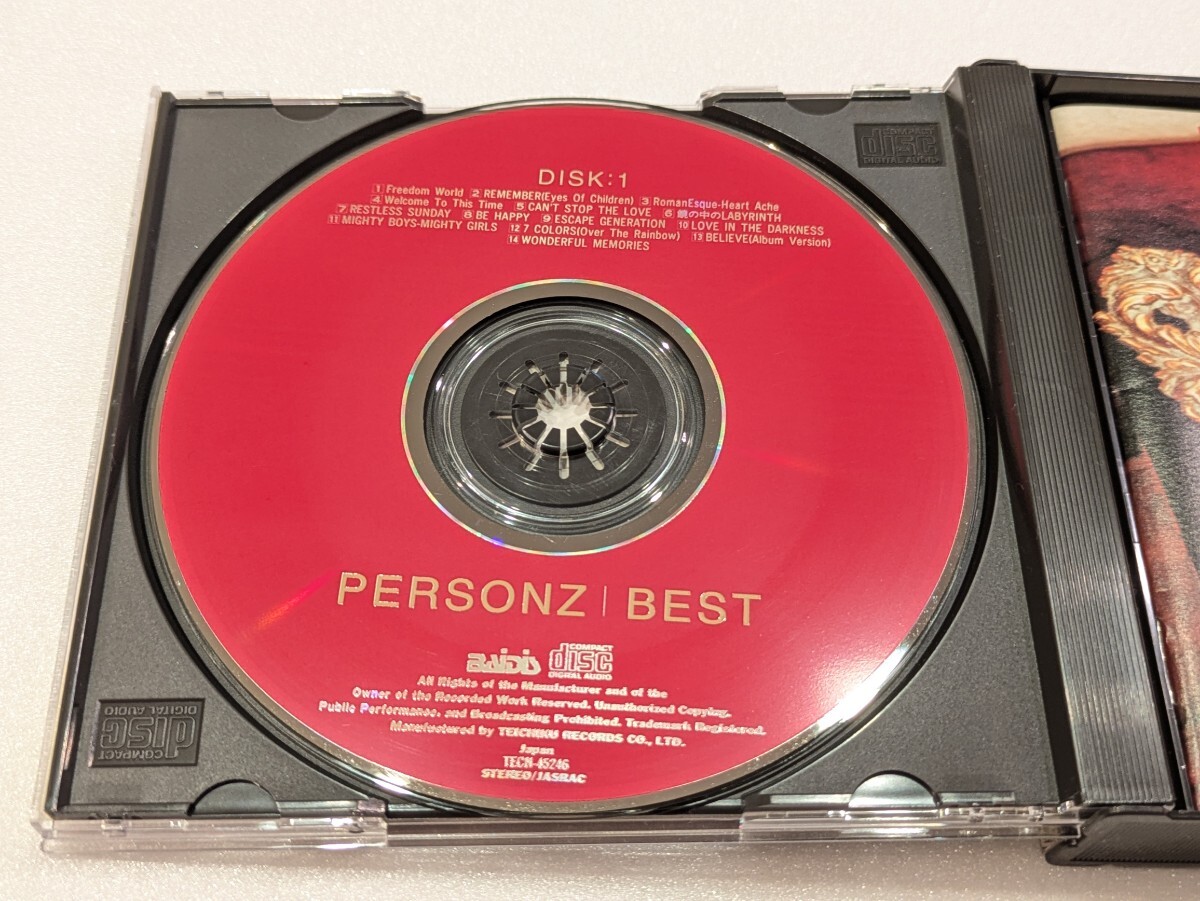 DISK:1
1 Freedom World 2 REMEMBER(Eyes Of Children) 3 RomanEsque-Heart Ache
4 Welcome To This Time 5 CAN'T STOP THE LOVE 6 鏡の中のLABYRINTH
7 RESTLESS SUNDAY 8 BE HAPPY 9 ESCAPE GENERATION 10 LOVE IN THE DARKNESS
11 MIGHTY BOYS-MIGHTY GIRLS 12 7 COLORS(Over The Rainbow) 13 BELIEVE(Album Version)
14 WONDERFUL MEMORIES
PERSONZ | BEST
BAIDIS COMPACT disc DIGITAL AUDIO
All Rights of the Manufacturer and of the
Owner of the Recorded Work Reserved. Unauthorized Copying,
Public Performance, and Broadcasting Prohibited. Trademark Registered.
Manufactured by TEICHIKU RECORDS CO., LTD.
Japan
TECN-45246
STEREO/JASRAC
COMPACT
disc
DIGITAL AUDIO
COMPACT
disc
DIGITAL AUDIO